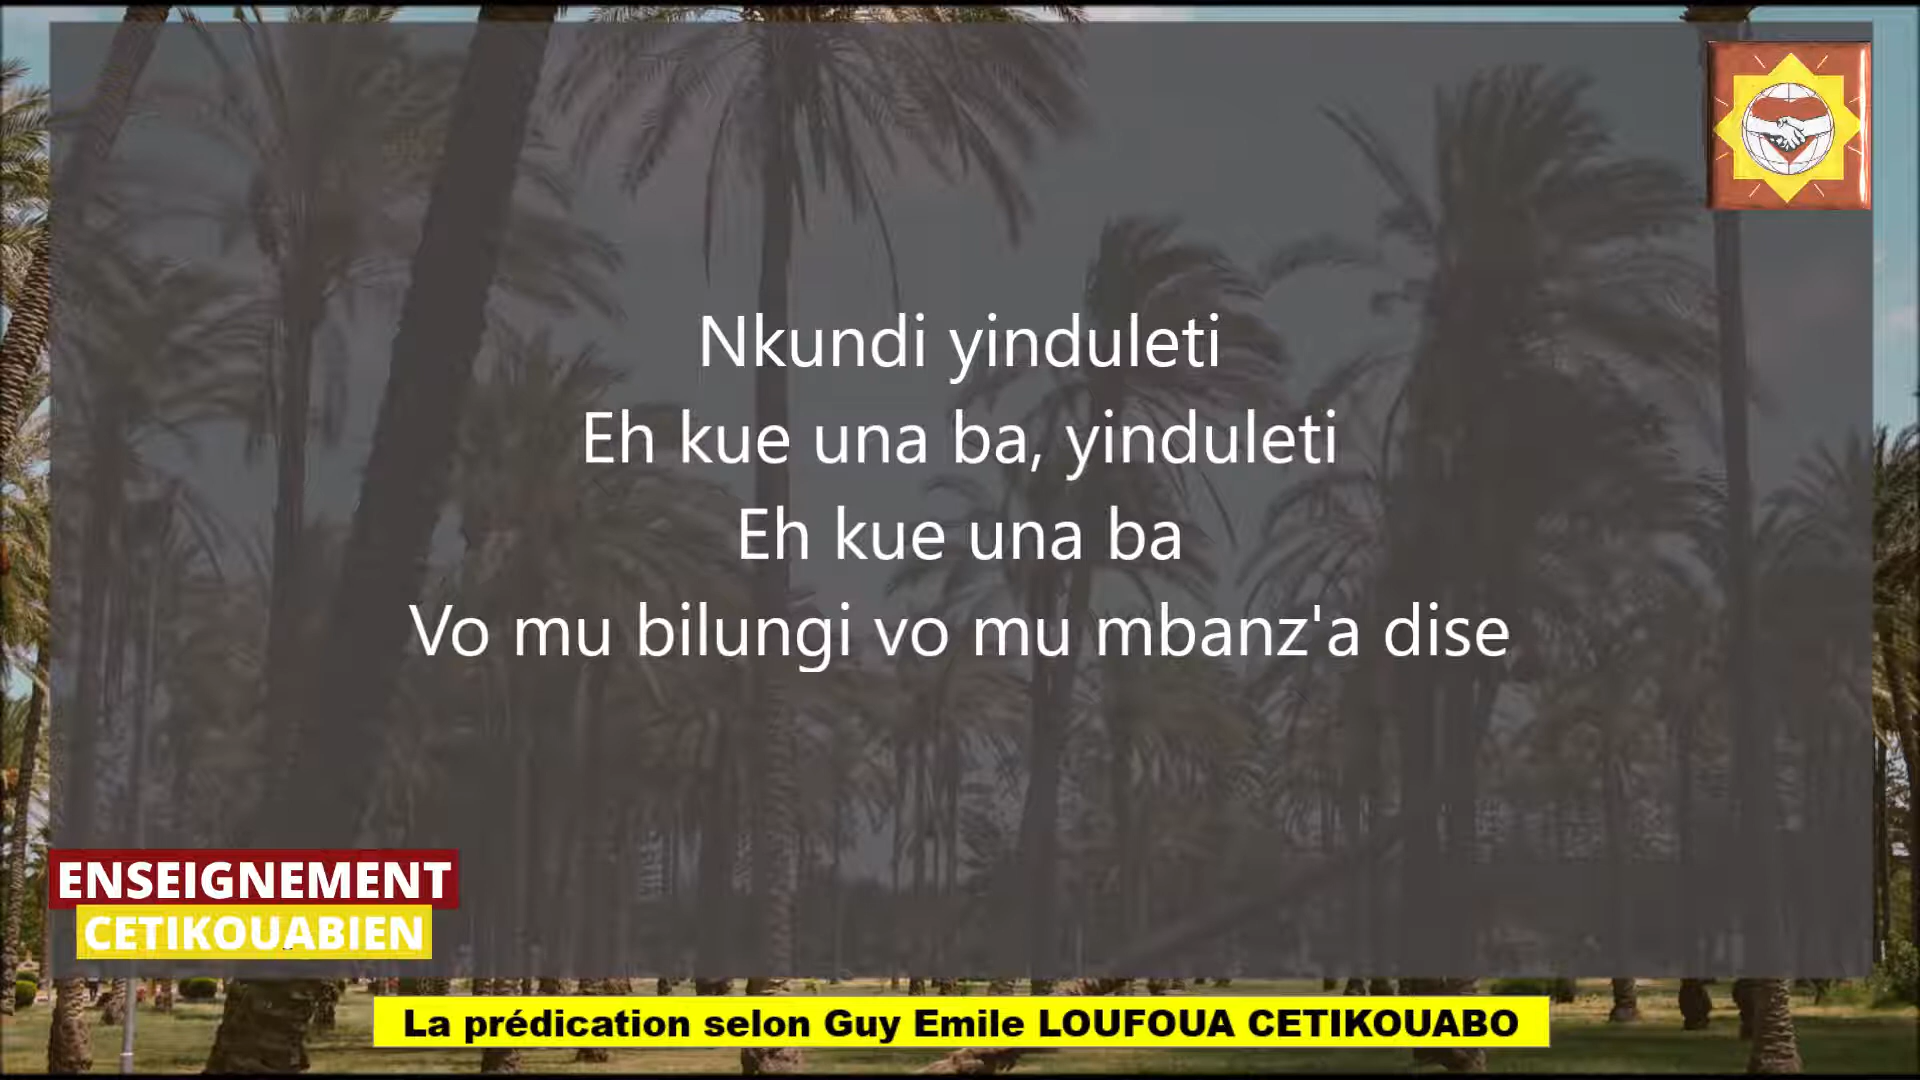 Nkundi yinduleti
Eh kue una ba, yinduleti
Eh kue una ba
Vo mu bilungi vo mu mbanz'a dise
ENSEIGNEMENT
CETIKOUABIEN
La prédication selon Guy Emile LOUFOUA CETIKOUABO